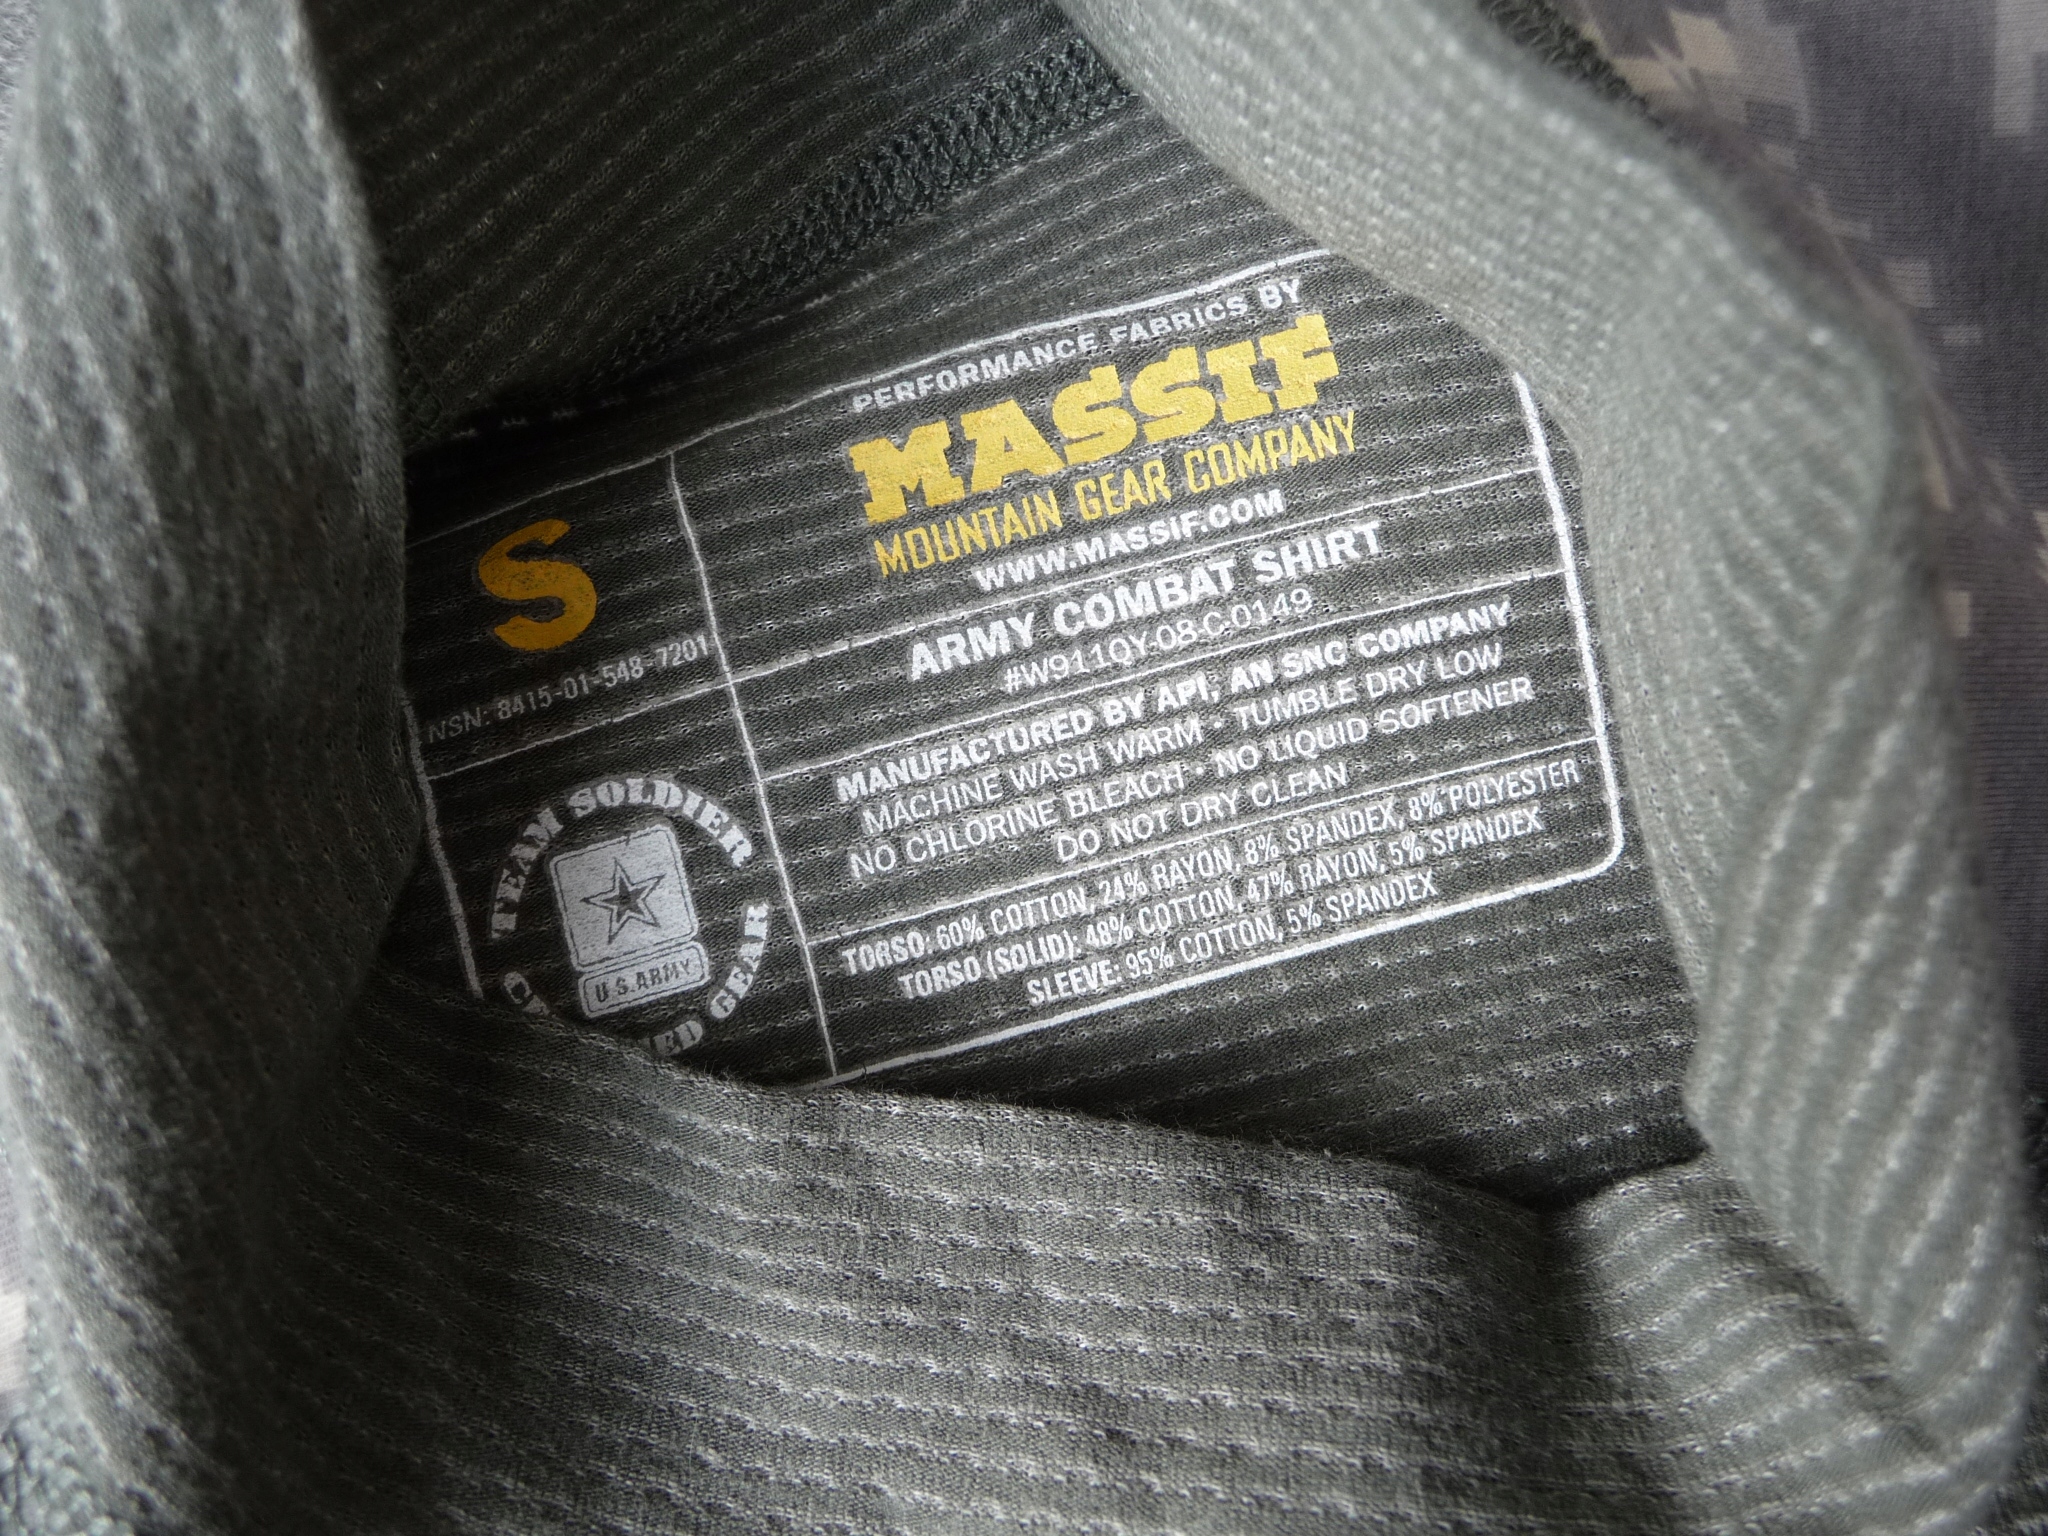 S
NSN: 8415-01-548-7201
TEAM SOLDIER
U.S.ARMY
GEAR
PERFORMANCE FABRICS BY
MASSIF
MOUNTAIN GEAR COMPANY
WWW.MASSIF.COM
ARMY COMBAT SHIRT
#W911QY-08-C-0149
MANUFACTURED BY API, AN SNC COMPANY
MACHINE WASH WARM • TUMBLE DRY LOW
NO CHLORINE BLEACH • NO LIQUID SOFTENER
DO NOT DRY CLEAN
TORSO: 60% COTTON, 24% RAYON, 8% SPANDEX, 8% POLYESTER
TORSO (SOLID): 48% COTTON, 47% RAYON, 5% SPANDEX
SLEEVE: 95% COTTON, 5% SPANDEX